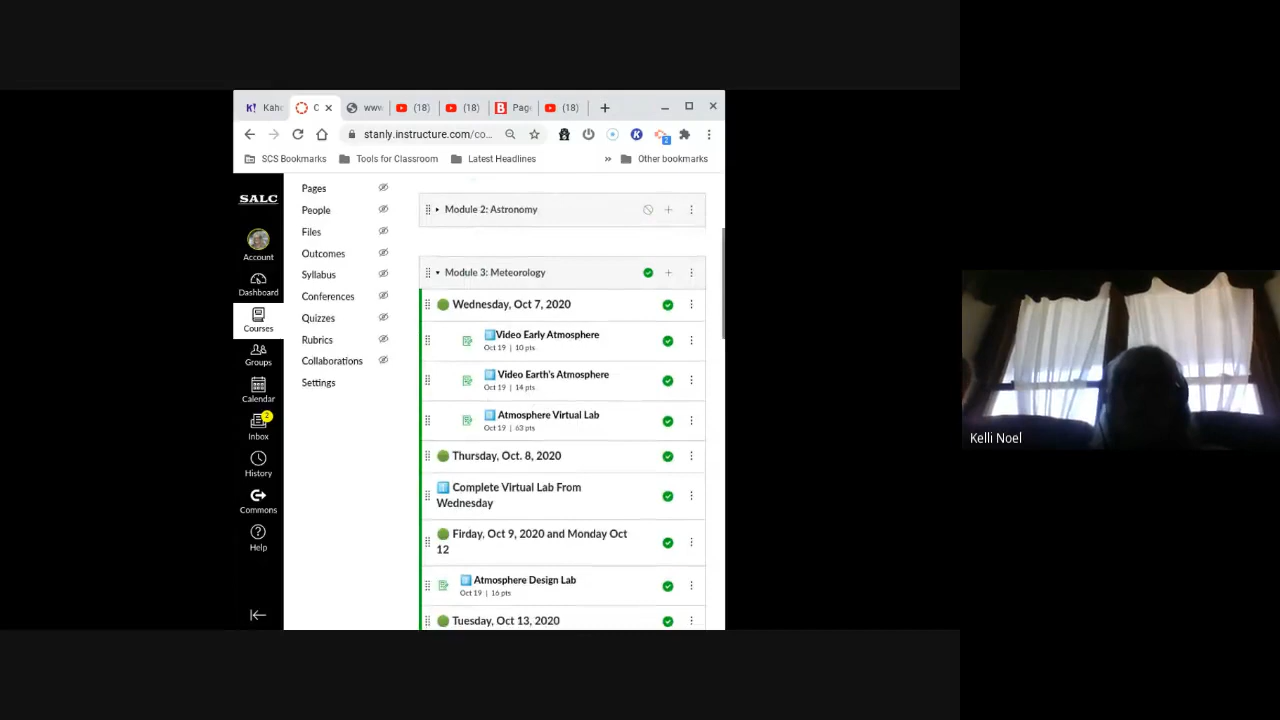 Kah
C
www
(18)
(18)
Pag
(18)
stanly.instructure.com/co...
2
SCS Bookmarks
Tools for Classroom
Latest Headlines
»
Other bookmarks
SALC
Account
Dashboard
Courses
Groups
Calendar
2
Inbox
History
Commons
Help
Pages
People
Files
Outcomes
Syllabus
Conferences
Quizzes
Rubrics
Collaborations
Settings
Module 2: Astronomy
Module 3: Meteorology
Wednesday, Oct 7, 2020
Video Early Atmosphere
Oct 19 | 10 pts
Video Earth's Atmosphere
Oct 19 | 14 pts
Atmosphere Virtual Lab
Oct 19 | 63 pts
Thursday, Oct. 8, 2020
Complete Virtual Lab From
Wednesday
Firday, Oct 9, 2020 and Monday Oct
12
Atmosphere Design Lab
Oct 19 | 16 pts
Tuesday, Oct 13, 2020
Kelli Noel